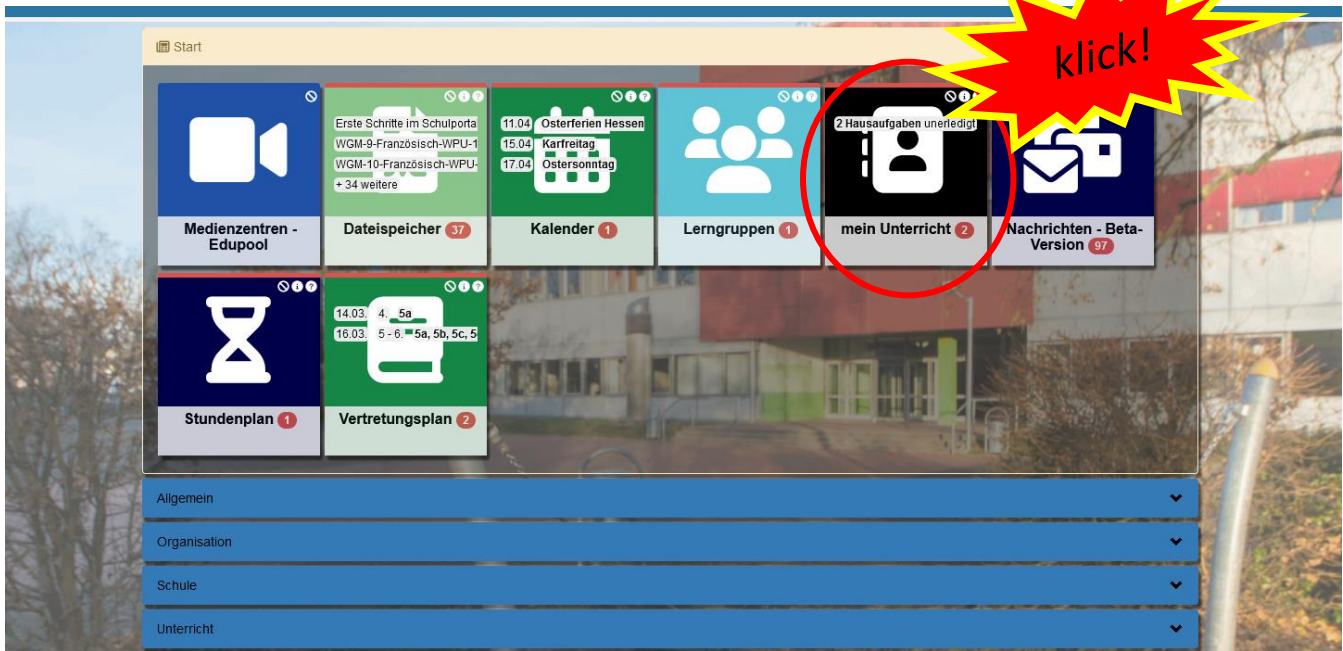 Start
klick!
Erste Schritte im Schulporta
WGM-9-Französisch-WPU-1
WGM-10-Französisch-WPU-
+ 34 weitere
11.04 Osterferien Hessen
15.04 Karfreitag
17.04 Ostersonntag
2 Hausaufgaben unerledigt
Medienzentren -
Edupool
Dateispeicher 37
Kalender 1
Lerngruppen 1
mein Unterricht 2
Nachrichten - Beta-
Version 97
14.03. 4. 5a
16.03. 5 - 6. 5a, 5b, 5c, 5
Stundenplan 1
Vertretungsplan 2
Allgemein
Organisation
Schule
Unterricht